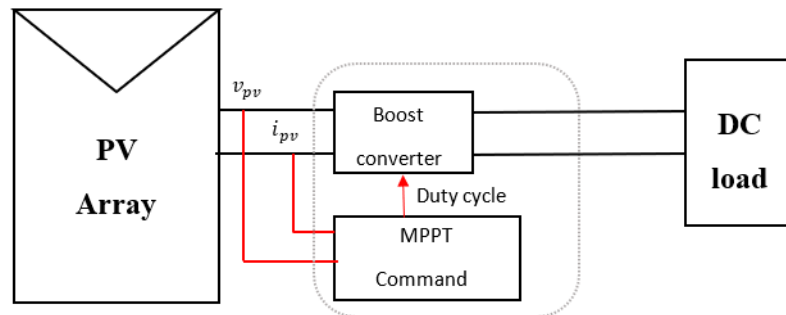 PV
Array
v_pv
i_pv
Boost
converter
Duty cycle
MPPT
Command
DC
load